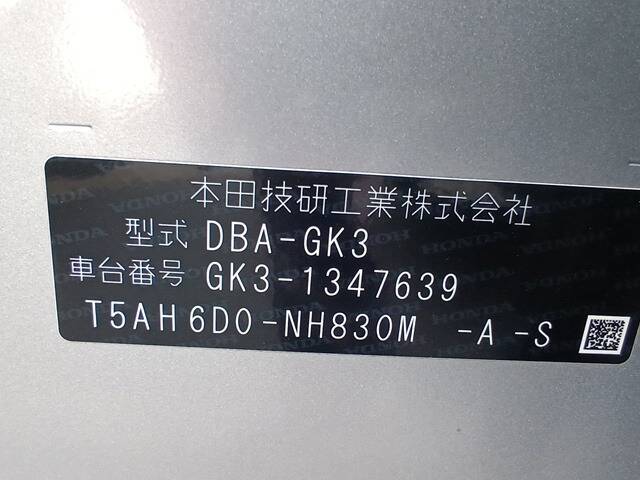 本田技研工業株式会社
型式 DBA-GK3
車台番号 GK3-1347639
T5AH6D0-NH830M -A -S